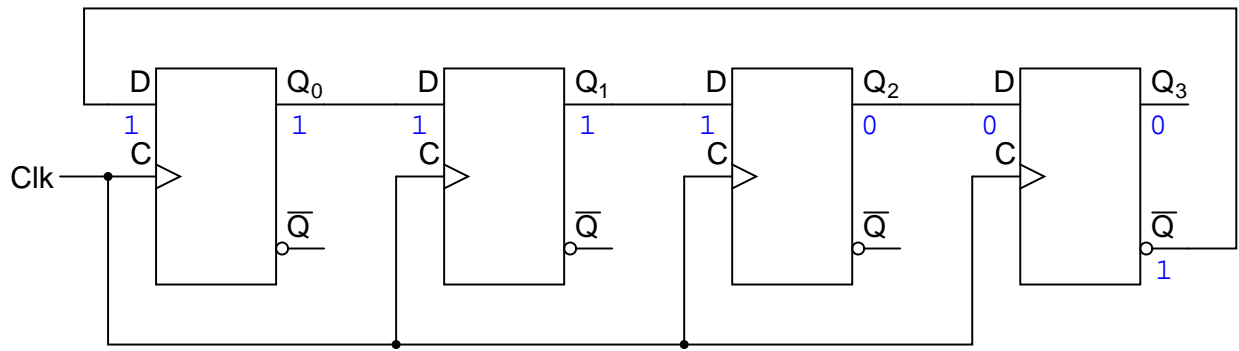 D Q₀ D Q₁ D Q₂ D Q₃
1 1 1 1 1 0 0 0
C C C C
Clk
Q̅ Q̅ Q̅ Q̅
1